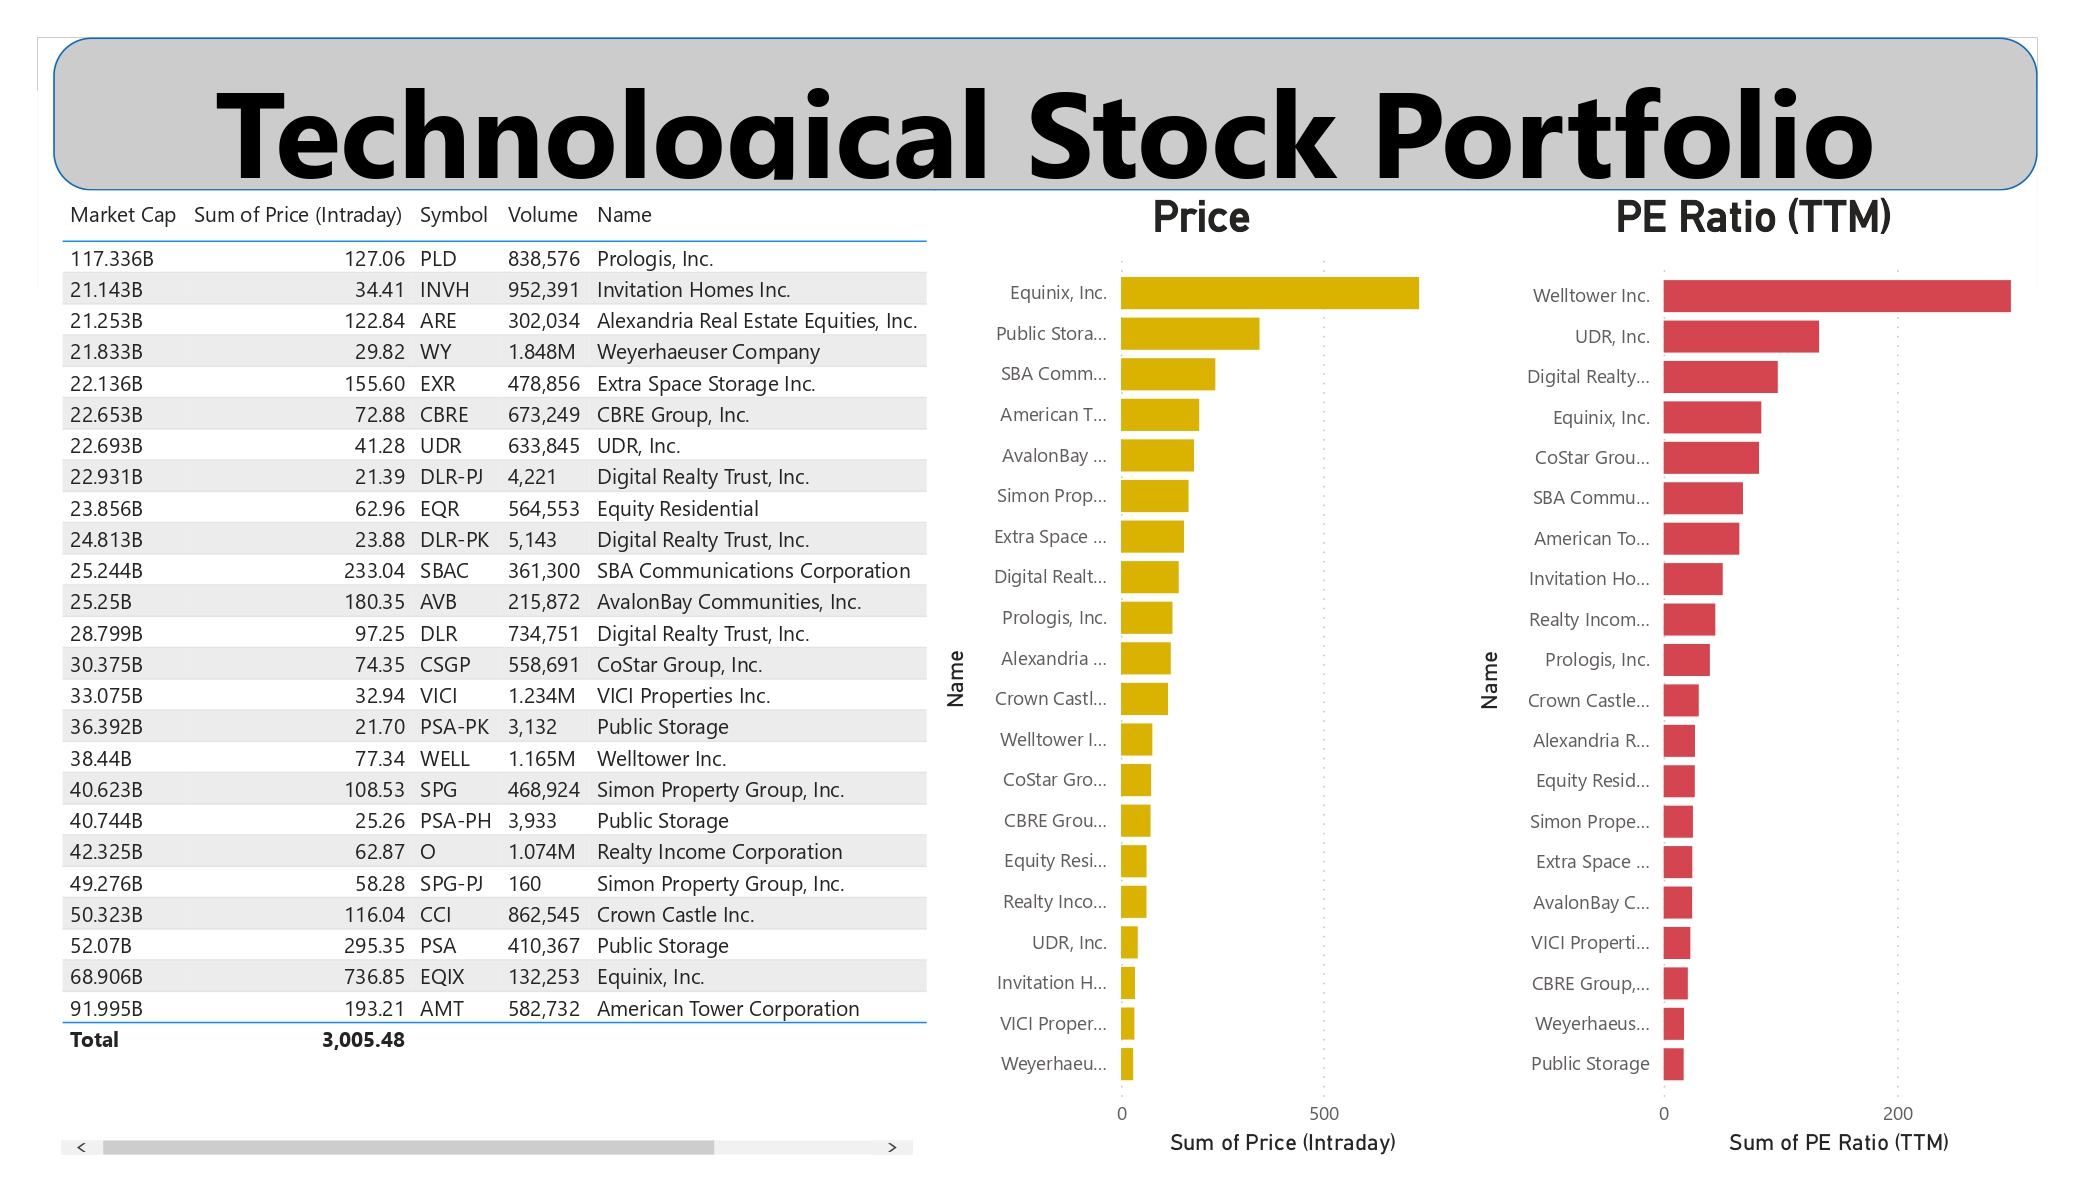 Technological Stock Portfolio
Market Cap Sum of Price (Intraday) Symbol Volume Name
117.336B 127.06 PLD 838,576 Prologis, Inc.
21.143B 34.41 INVH 952,391 Invitation Homes Inc.
21.253B 122.84 ARE 302,034 Alexandria Real Estate Equities, Inc.
21.833B 29.82 WY 1.848M Weyerhaeuser Company
22.136B 155.60 EXR 478,856 Extra Space Storage Inc.
22.653B 72.88 CBRE 673,249 CBRE Group, Inc.
22.693B 41.28 UDR 633,845 UDR, Inc.
22.931B 21.39 DLR-PJ 4,221 Digital Realty Trust, Inc.
23.856B 62.96 EQR 564,553 Equity Residential
24.813B 23.88 DLR-PK 5,143 Digital Realty Trust, Inc.
25.244B 233.04 SBAC 361,300 SBA Communications Corporation
25.25B 180.35 AVB 215,872 AvalonBay Communities, Inc.
28.799B 97.25 DLR 734,751 Digital Realty Trust, Inc.
30.375B 74.35 CSGP 558,691 CoStar Group, Inc.
33.075B 32.94 VICI 1.234M VICI Properties Inc.
36.392B 21.70 PSA-PK 3,132 Public Storage
38.44B 77.34 WELL 1.165M Welltower Inc.
40.623B 108.53 SPG 468,924 Simon Property Group, Inc.
40.744B 25.26 PSA-PH 3,933 Public Storage
42.325B 62.87 O 1.074M Realty Income Corporation
49.276B 58.28 SPG-PJ 160 Simon Property Group, Inc.
50.323B 116.04 CCI 862,545 Crown Castle Inc.
52.07B 295.35 PSA 410,367 Public Storage
68.906B 736.85 EQIX 132,253 Equinix, Inc.
91.995B 193.21 AMT 582,732 American Tower Corporation
Total 3,005.48
Price
Name
Equinix, Inc.
Public Stora...
SBA Comm...
American T...
AvalonBay ...
Simon Prop...
Extra Space ...
Digital Realt...
Prologis, Inc.
Alexandria ...
Crown Castl...
Welltower I...
CoStar Gro...
CBRE Grou...
Equity Resi...
Realty Inco...
UDR, Inc.
Invitation H...
VICI Proper...
Weyerhaeu...
0 500
Sum of Price (Intraday)
PE Ratio (TTM)
Name
Welltower Inc.
UDR, Inc.
Digital Realty...
Equinix, Inc.
CoStar Grou...
SBA Commu...
American To...
Invitation Ho...
Realty Incom...
Prologis, Inc.
Crown Castle...
Alexandria R...
Equity Resid...
Simon Prope...
Extra Space ...
AvalonBay C...
VICI Properti...
CBRE Group,...
Weyerhaeus...
Public Storage
0 200
Sum of PE Ratio (TTM)